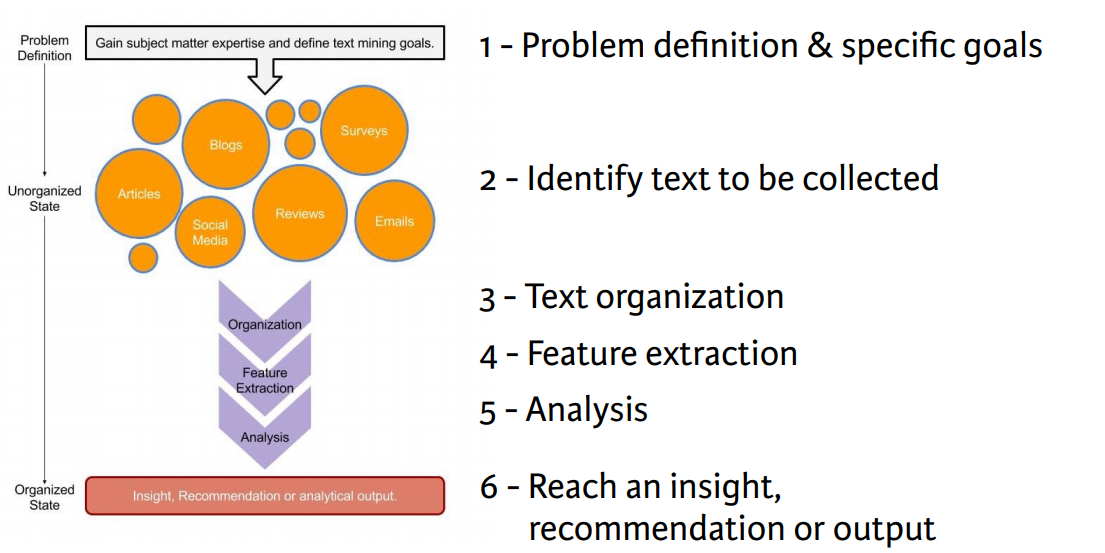 Problem
Definition
Gain subject matter expertise and define text mining goals.
1 - Problem definition & specific goals
Blogs
Surveys
Unorganized
State
Articles
Social
Media
Reviews
Emails
2 - Identify text to be collected
Organization
3 - Text organization
Feature
Extraction
4 - Feature extraction
Analysis
5 - Analysis
Organized
State
Insight, Recommendation or analytical output.
6 - Reach an insight,
recommendation or output